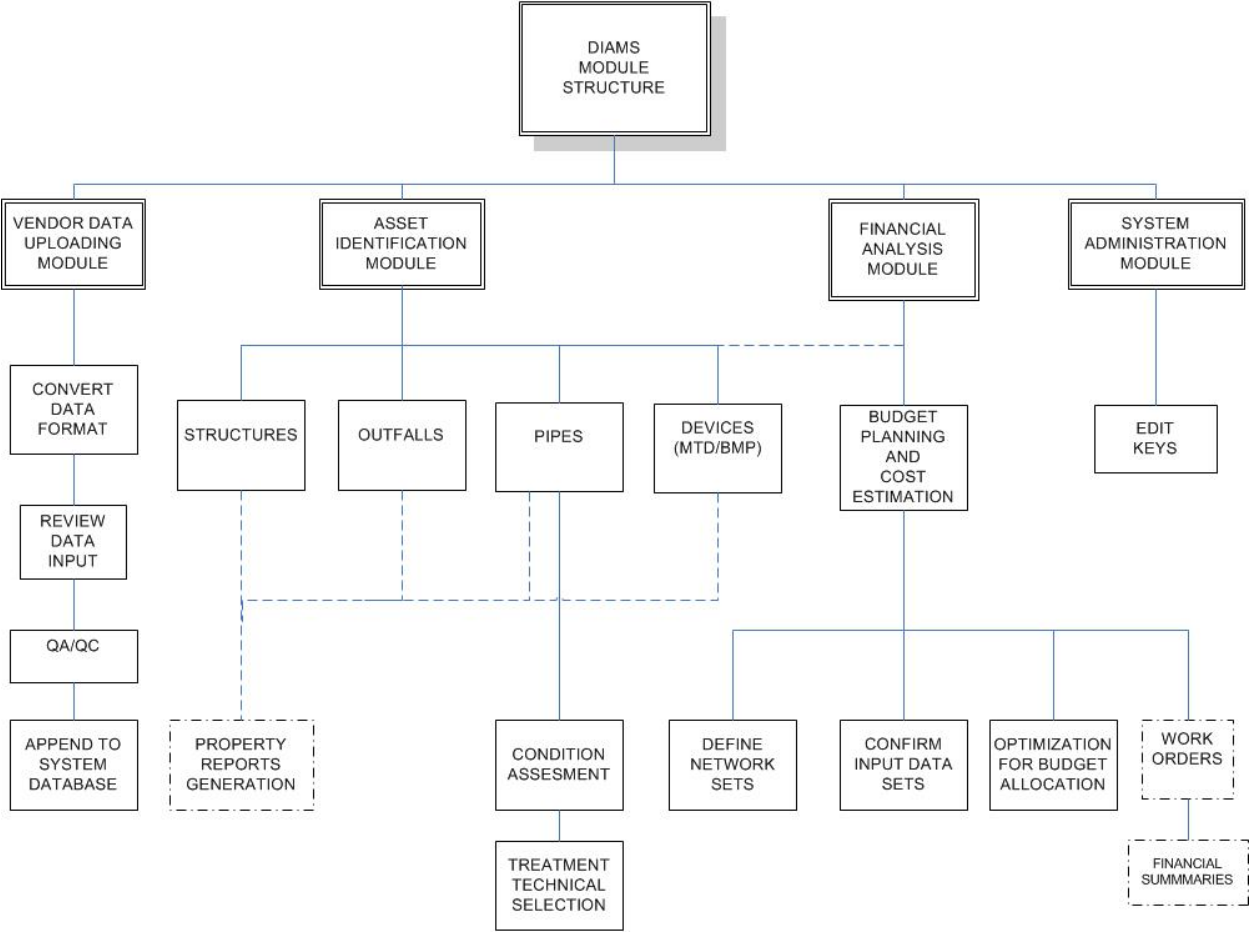 DIAMS
MODULE
STRUCTURE
VENDOR DATA
UPLOADING
MODULE
ASSET
IDENTIFICATION
MODULE
FINANCIAL
ANALYSIS
MODULE
SYSTEM
ADMINISTRATION
MODULE
CONVERT
DATA
FORMAT
STRUCTURES
OUTFALLS
PIPES
DEVICES
(MTD/BMP)
BUDGET
PLANNING
AND
COST
ESTIMATION
EDIT
KEYS
REVIEW
DATA
INPUT
QA/QC
APPEND TO
SYSTEM
DATABASE
PROPERTY
REPORTS
GENERATION
CONDITION
ASSESMENT
DEFINE
NETWORK
SETS
CONFIRM
INPUT DATA
SETS
OPTIMIZATION
FOR BUDGET
ALLOCATION
WORK
ORDERS
TREATMENT
TECHNICAL
SELECTION
FINANCIAL
SUMMMARIES